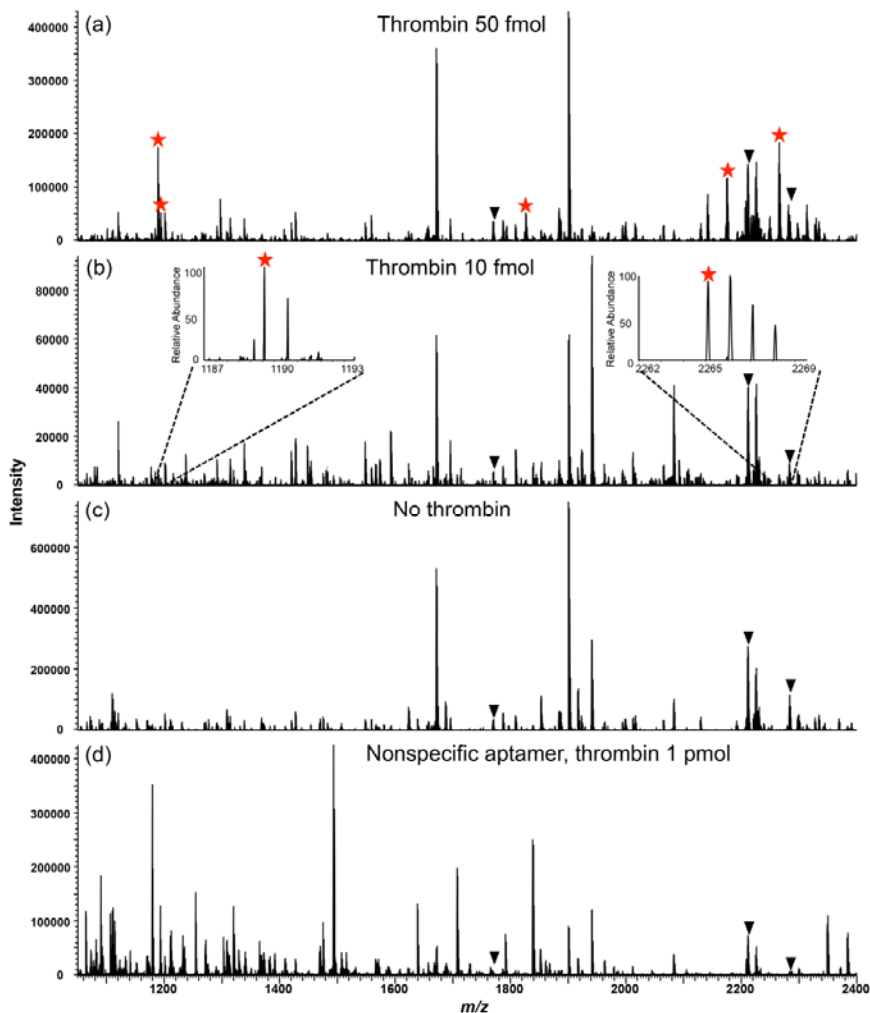 (a) Thrombin 50 fmol
400000
300000
200000
100000
0
(b) Thrombin 10 fmol
80000
60000
40000
20000
0
Relative Abundance
100
50
0
1187 1190 1193
Relative Abundance
100
50
0
2262 2265 2269
Intensity
(c) No thrombin
600000
400000
200000
0
(d) Nonspecific aptamer, thrombin 1 pmol
400000
300000
200000
100000
0
1200 1400 1600 1800 2000 2200 2400
m/z